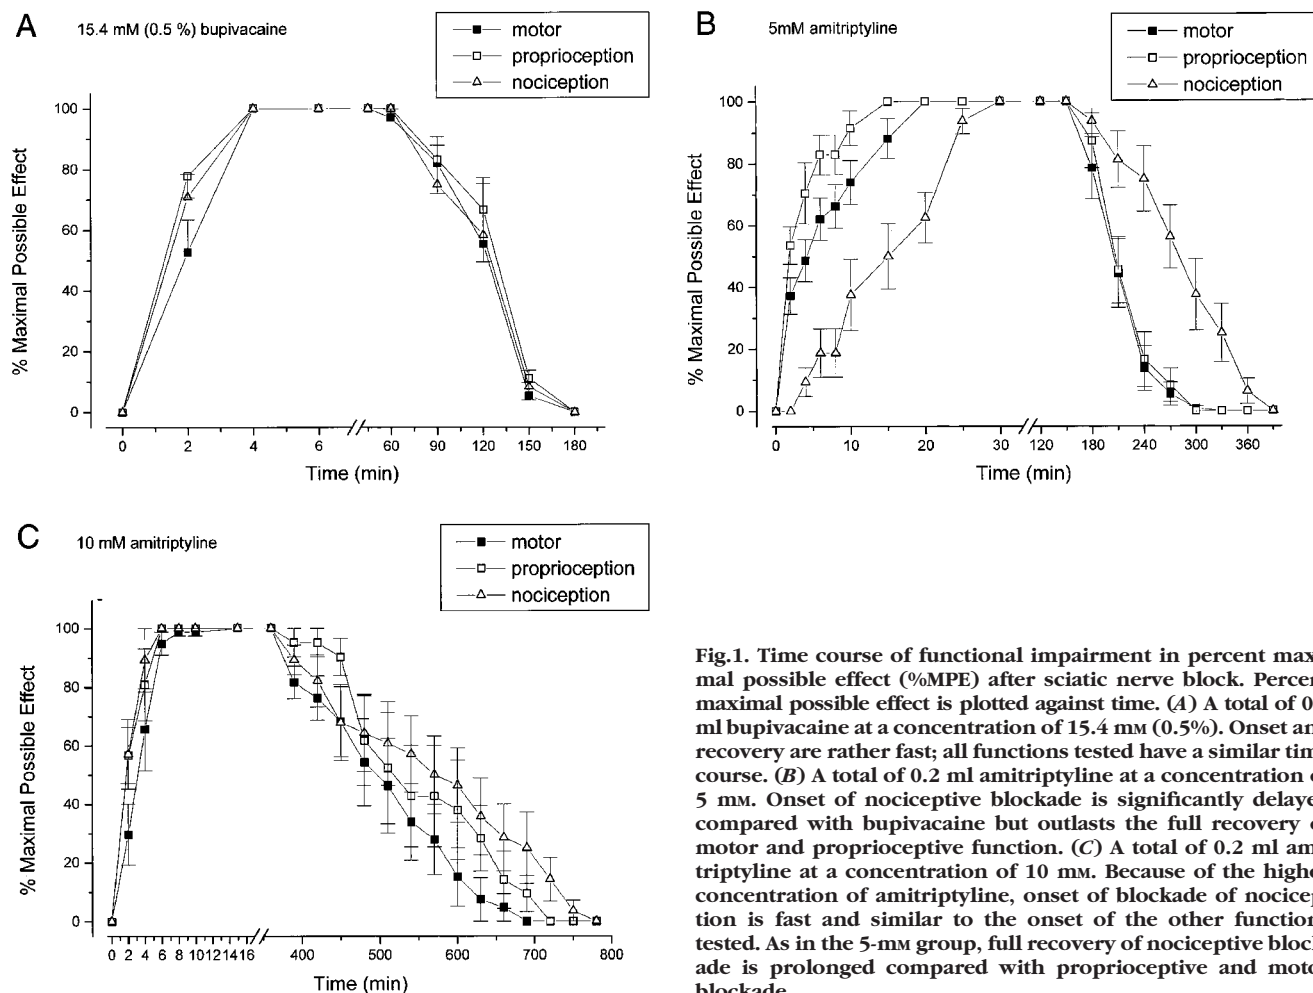 A
15.4 mM (0.5 %) bupivacaine
motor
proprioception
nociception
% Maximal Possible Effect
100
80
60
40
20
0
0 2 4 6 60 90 120 150 180
Time (min)
B
5mM amitriptyline
motor
proprioception
nociception
% Maximal Possible Effect
100
80
60
40
20
0
0 10 20 30 120 180 240 300 360
Time (min)
C
10 mM amitriptyline
motor
proprioception
nociception
% Maximal Possible Effect
100
80
60
40
20
0
0 2 4 6 8 10 12 14 16 400 500 600 700 800
Time (min)
Fig.1. Time course of functional impairment in percent maxi
mal possible effect (%MPE) after sciatic nerve block. Percen
maximal possible effect is plotted against time. (A) A total of 0.
ml bupivacaine at a concentration of 15.4 mM (0.5%). Onset an
recovery are rather fast; all functions tested have a similar tim
course. (B) A total of 0.2 ml amitriptyline at a concentration o
5 mM. Onset of nociceptive blockade is significantly delaye
compared with bupivacaine but outlasts the full recovery o
motor and proprioceptive function. (C) A total of 0.2 ml am
triptyline at a concentration of 10 mM. Because of the highe
concentration of amitriptyline, onset of blockade of nocicep
tion is fast and similar to the onset of the other function
tested. As in the 5-mM group, full recovery of nociceptive block
ade is prolonged compared with proprioceptive and moto
blockade.